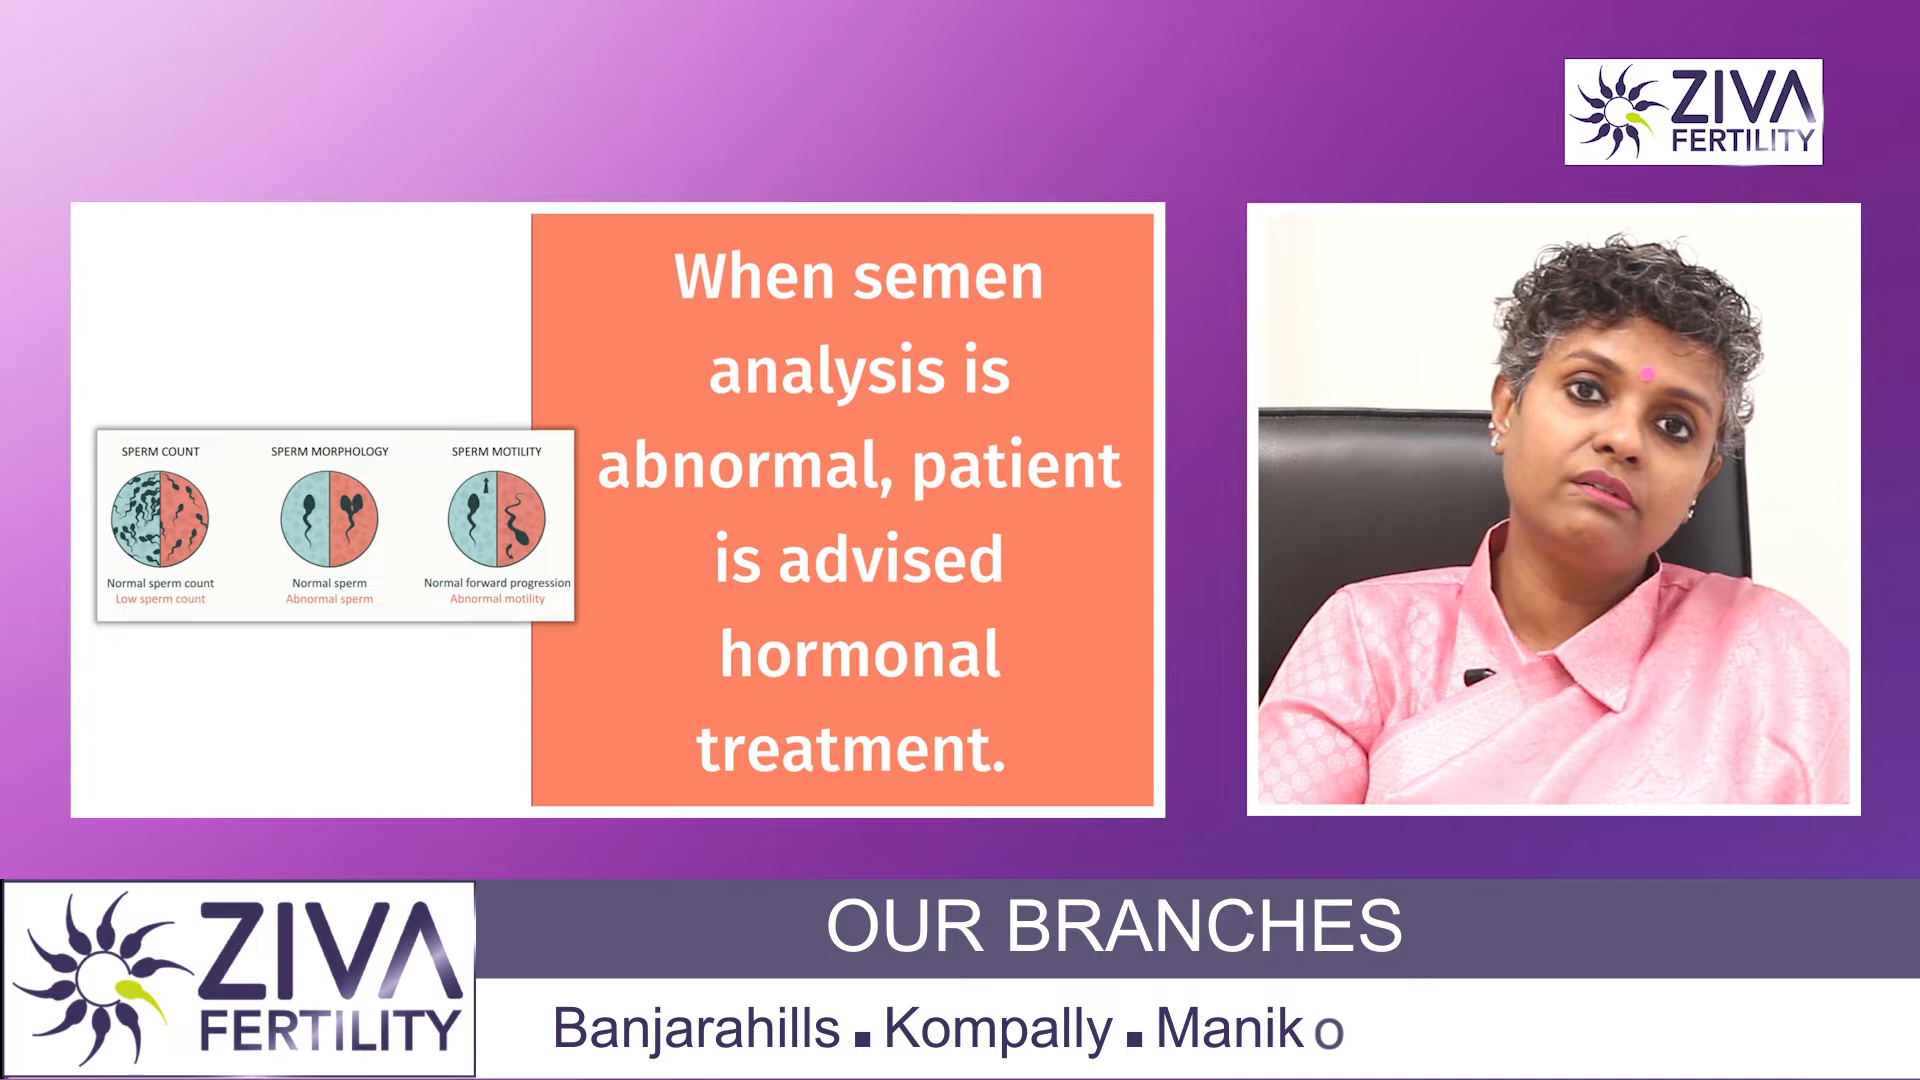 ZIVA
FERTILITY
When semen
analysis is
abnormal, patient
is advised
hormonal
treatment.
SPERM COUNT
Normal sperm count
Low sperm count
SPERM MORPHOLOGY
Normal sperm
Abnormal sperm
SPERM MOTILITY
Normal forward progression
Abnormal motility
ZIVA
FERTILITY
OUR BRANCHES
Banjarahills ▪ Kompally ▪ Maniko